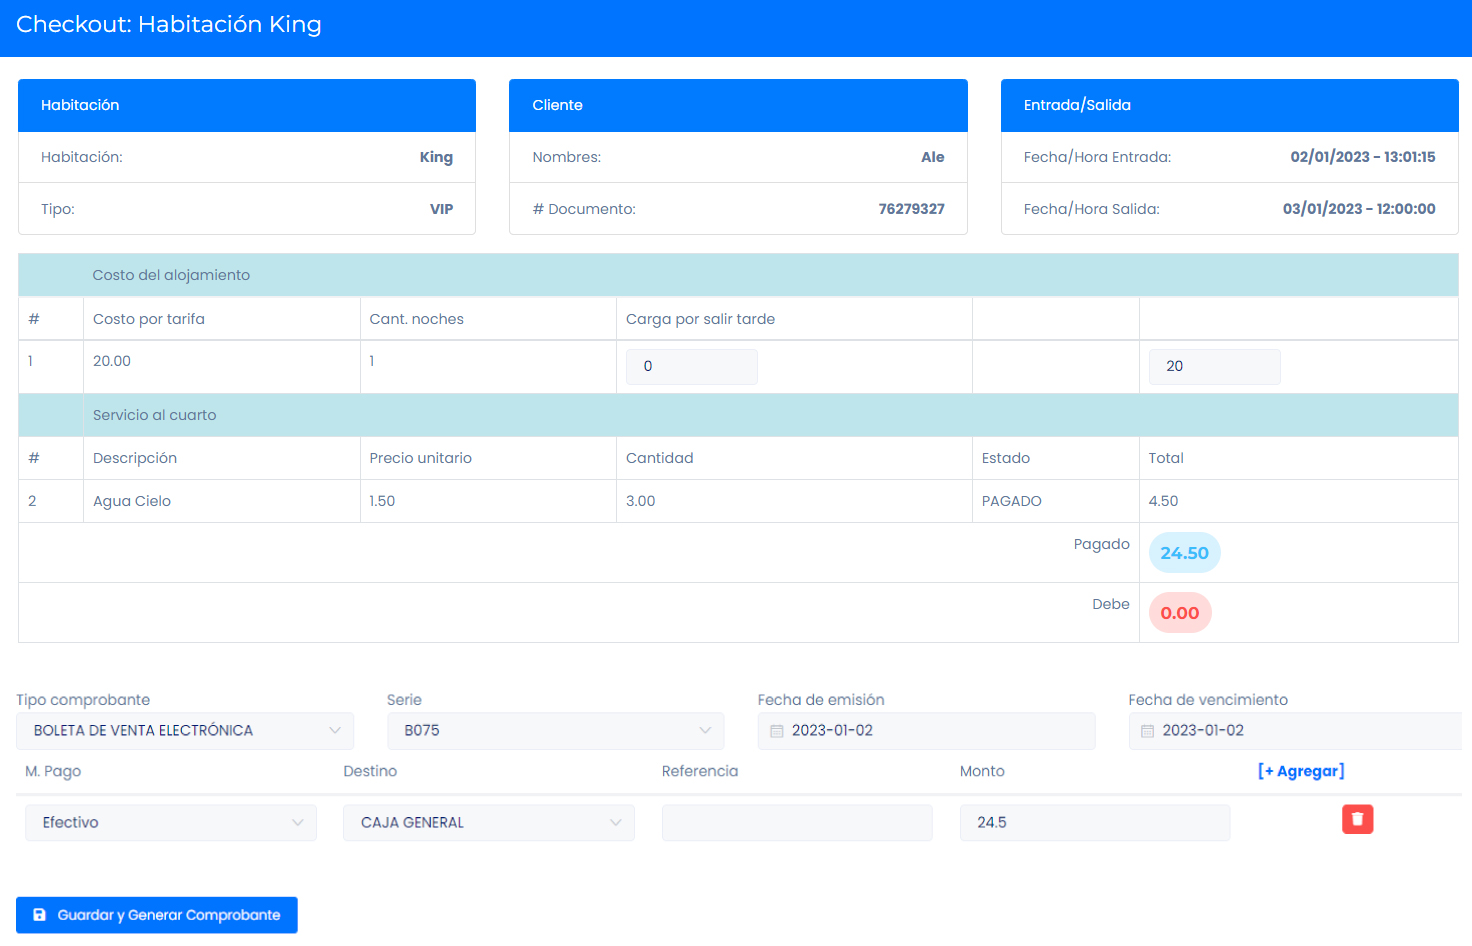 Checkout: Habitación King
Habitación
Habitación: King
Tipo: VIP
Cliente
Nombres: Ale
# Documento: 76279327
Entrada/Salida
Fecha/Hora Entrada: 02/01/2023 - 13:01:15
Fecha/Hora Salida: 03/01/2023 - 12:00:00
Costo del alojamiento
# Costo por tarifa Cant. noches Carga por salir tarde
1 20.00 1 0 20
Servicio al cuarto
# Descripción Precio unitario Cantidad Estado Total
2 Agua Cielo 1.50 3.00 PAGADO 4.50
Pagado 24.50
Debe 0.00
Tipo comprobante Serie Fecha de emisión Fecha de vencimiento
BOLETA DE VENTA ELECTRÓNICA B075 2023-01-02 2023-01-02
M. Pago Destino Referencia Monto [+ Agregar]
Efectivo CAJA GENERAL 24.5
Guardar y Generar Comprobante